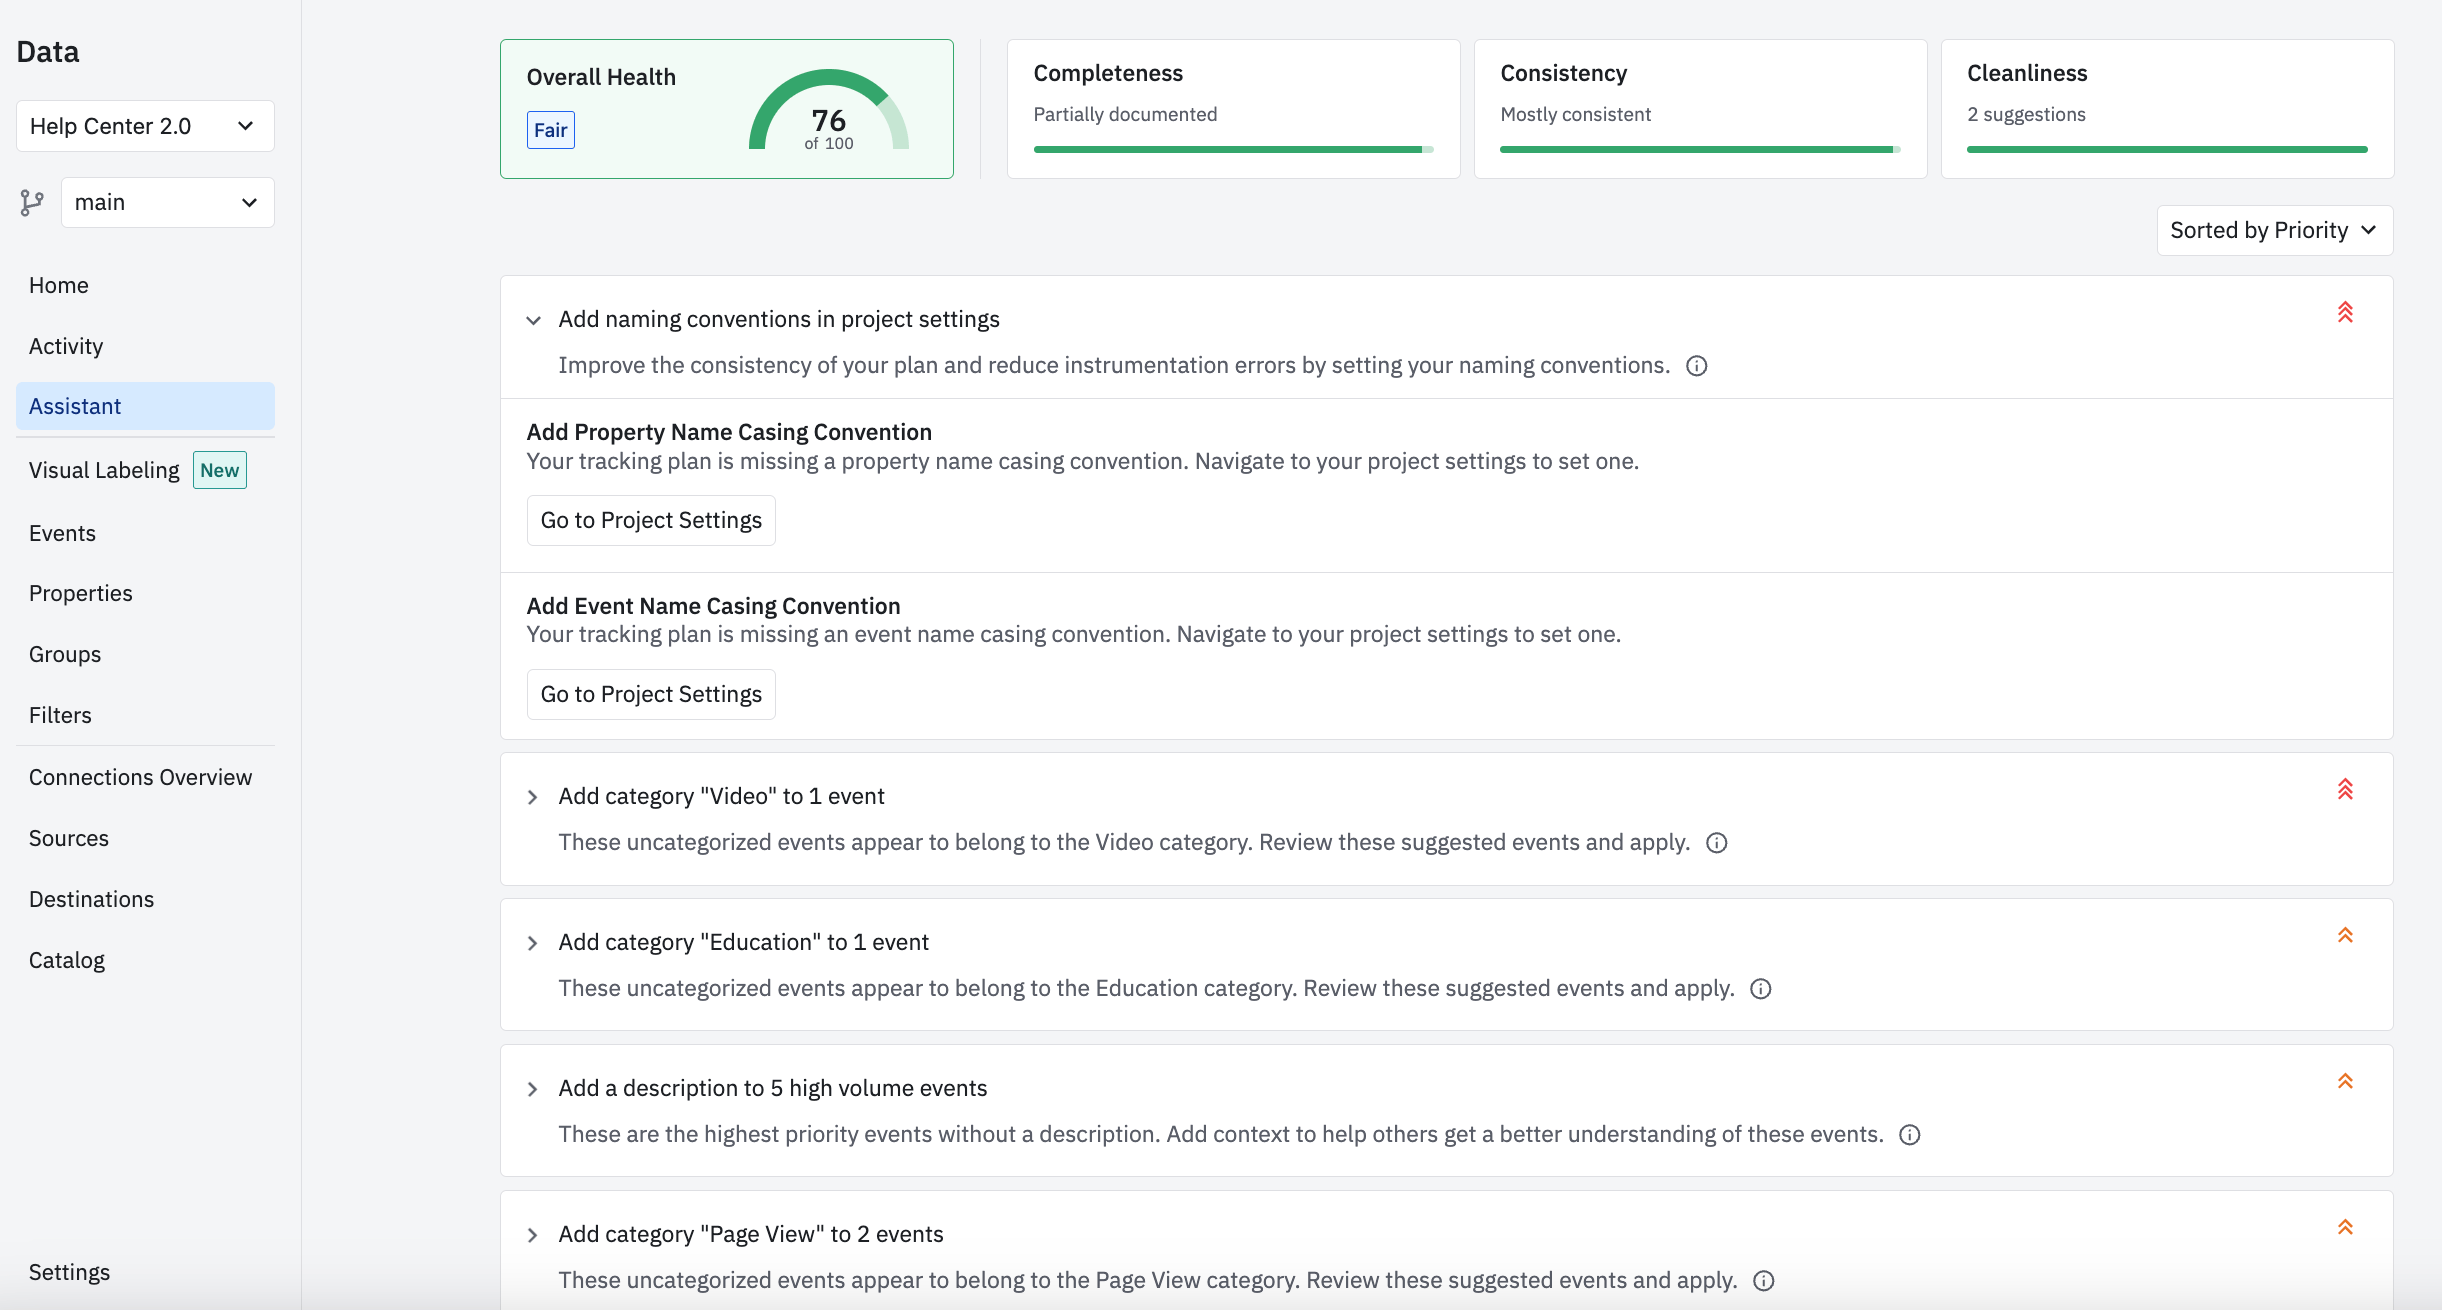 Data
Help Center 2.0
main
Home
Activity
Assistant
Visual Labeling New
Events
Properties
Groups
Filters
Connections Overview
Sources
Destinations
Catalog
Settings
Overall Health
Fair
76
of 100
Completeness
Partially documented
Consistency
Mostly consistent
Cleanliness
2 suggestions
Sorted by Priority
Add naming conventions in project settings
Improve the consistency of your plan and reduce instrumentation errors by setting your naming conventions.
Add Property Name Casing Convention
Your tracking plan is missing a property name casing convention. Navigate to your project settings to set one.
Go to Project Settings
Add Event Name Casing Convention
Your tracking plan is missing an event name casing convention. Navigate to your project settings to set one.
Go to Project Settings
Add category "Video" to 1 event
These uncategorized events appear to belong to the Video category. Review these suggested events and apply.
Add category "Education" to 1 event
These uncategorized events appear to belong to the Education category. Review these suggested events and apply.
Add a description to 5 high volume events
These are the highest priority events without a description. Add context to help others get a better understanding of these events.
Add category "Page View" to 2 events
These uncategorized events appear to belong to the Page View category. Review these suggested events and apply.